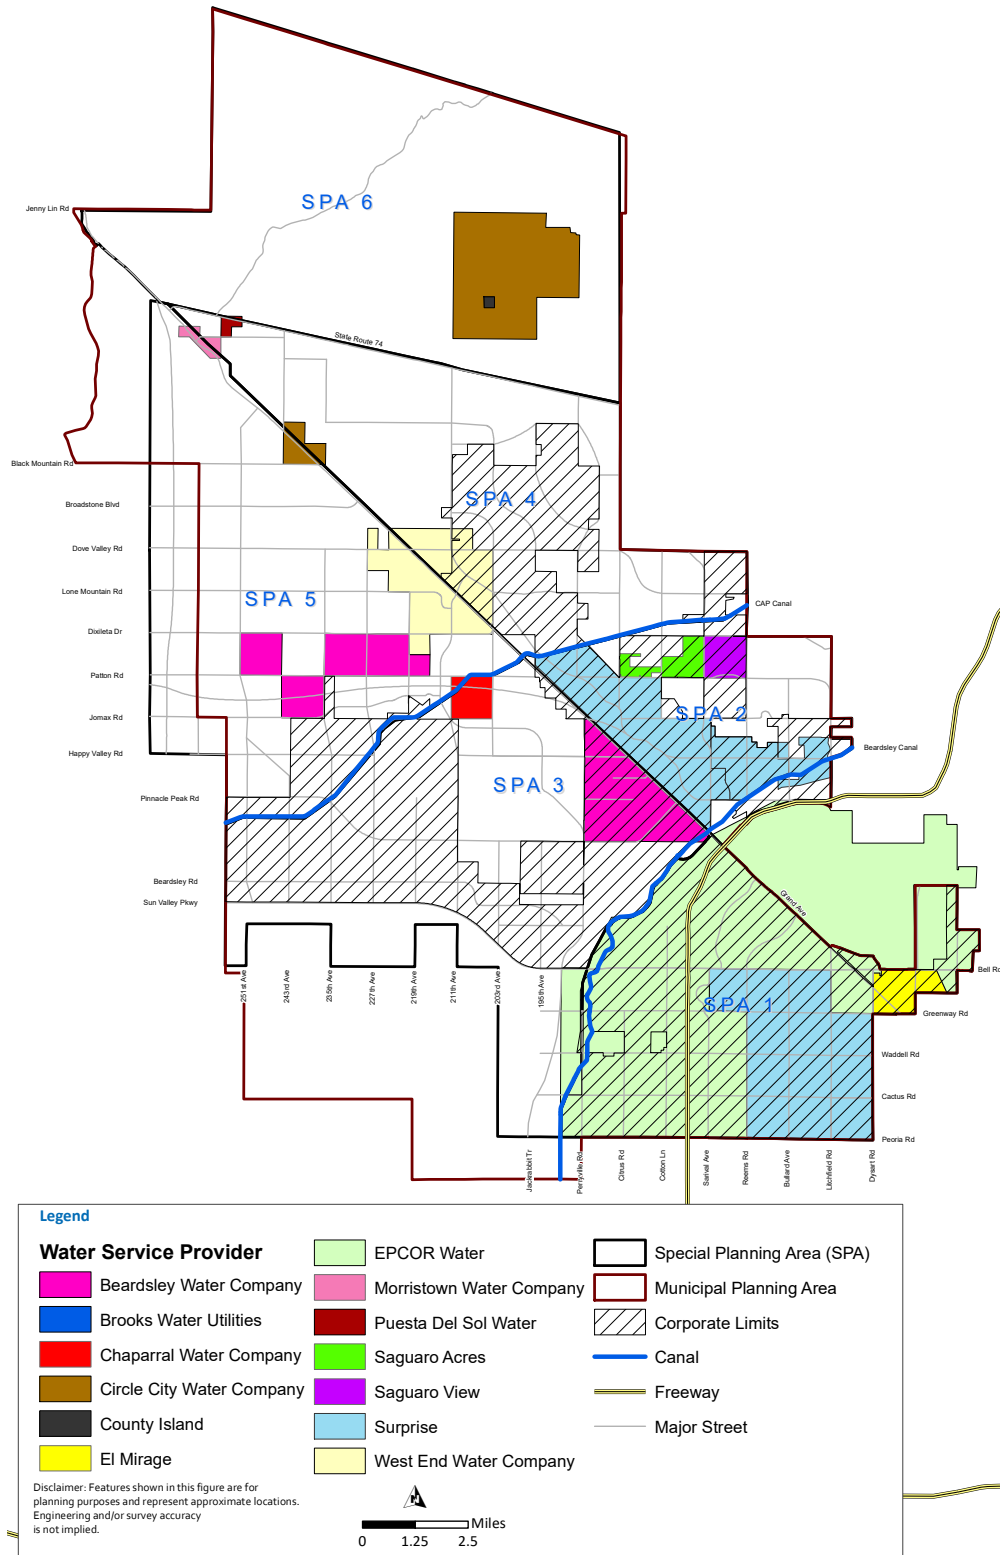 SPA 6
Jenny Lin Rd
State Route 74
Black Mountain Rd
SPA 4
Broadstone Blvd
Dove Valley Rd
Lone Mountain Rd
SPA 5
CAP Canal
Dixileta Dr
Patton Rd
SPA 2
Jomax Rd
Beardsley Canal
Happy Valley Rd
SPA 3
Pinnacle Peak Rd
Beardsley Rd
Sun Valley Pkwy
Grand Ave
Bell Rd
251st Ave
243rd Ave
235th Ave
227th Ave
219th Ave
211th Ave
203rd Ave
195th Ave
SPA 1
Greenway Rd
Waddell Rd
Cactus Rd
Peoria Rd
Jackrabbit Tr
Perryville Rd
Citrus Rd
Cotton Ln
Sarival Ave
Reems Rd
Bullard Ave
Litchfield Rd
Dysart Rd
Legend
Water Service Provider
Beardsley Water Company
Brooks Water Utilities
Chaparral Water Company
Circle City Water Company
County Island
El Mirage
EPCOR Water
Morristown Water Company
Puesta Del Sol Water
Saguaro Acres
Saguaro View
Surprise
West End Water Company
Special Planning Area (SPA)
Municipal Planning Area
Corporate Limits
Canal
Freeway
Major Street
Disclaimer: Features shown in this figure are for
planning purposes and represent approximate locations.
Engineering and/or survey accuracy
is not implied.
N
Miles
0 1.25 2.5